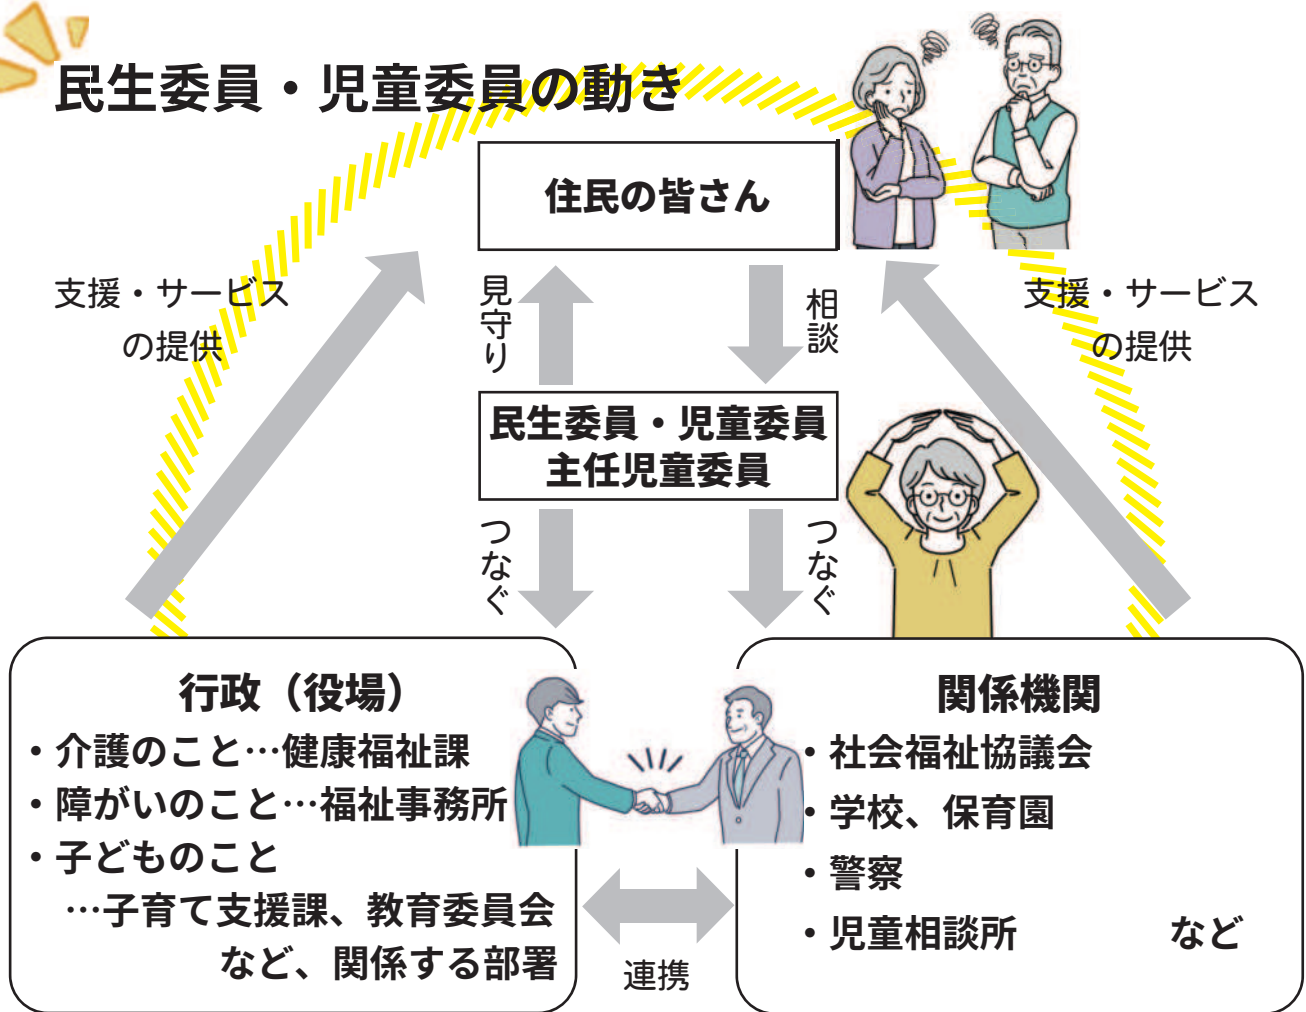 民生委員・児童委員の動き
住民の皆さん
支援・サービス
の提供
見守り
相談
支援・サービス
の提供
民生委員・児童委員
主任児童委員
つなぐ
つなぐ
行政（役場）
・介護のこと…健康福祉課
・障がいのこと…福祉事務所
・子どものこと
…子育て支援課、教育委員会
など、関係する部署
関係機関
・社会福祉協議会
・学校、保育園
・警察
・児童相談所 など
連携